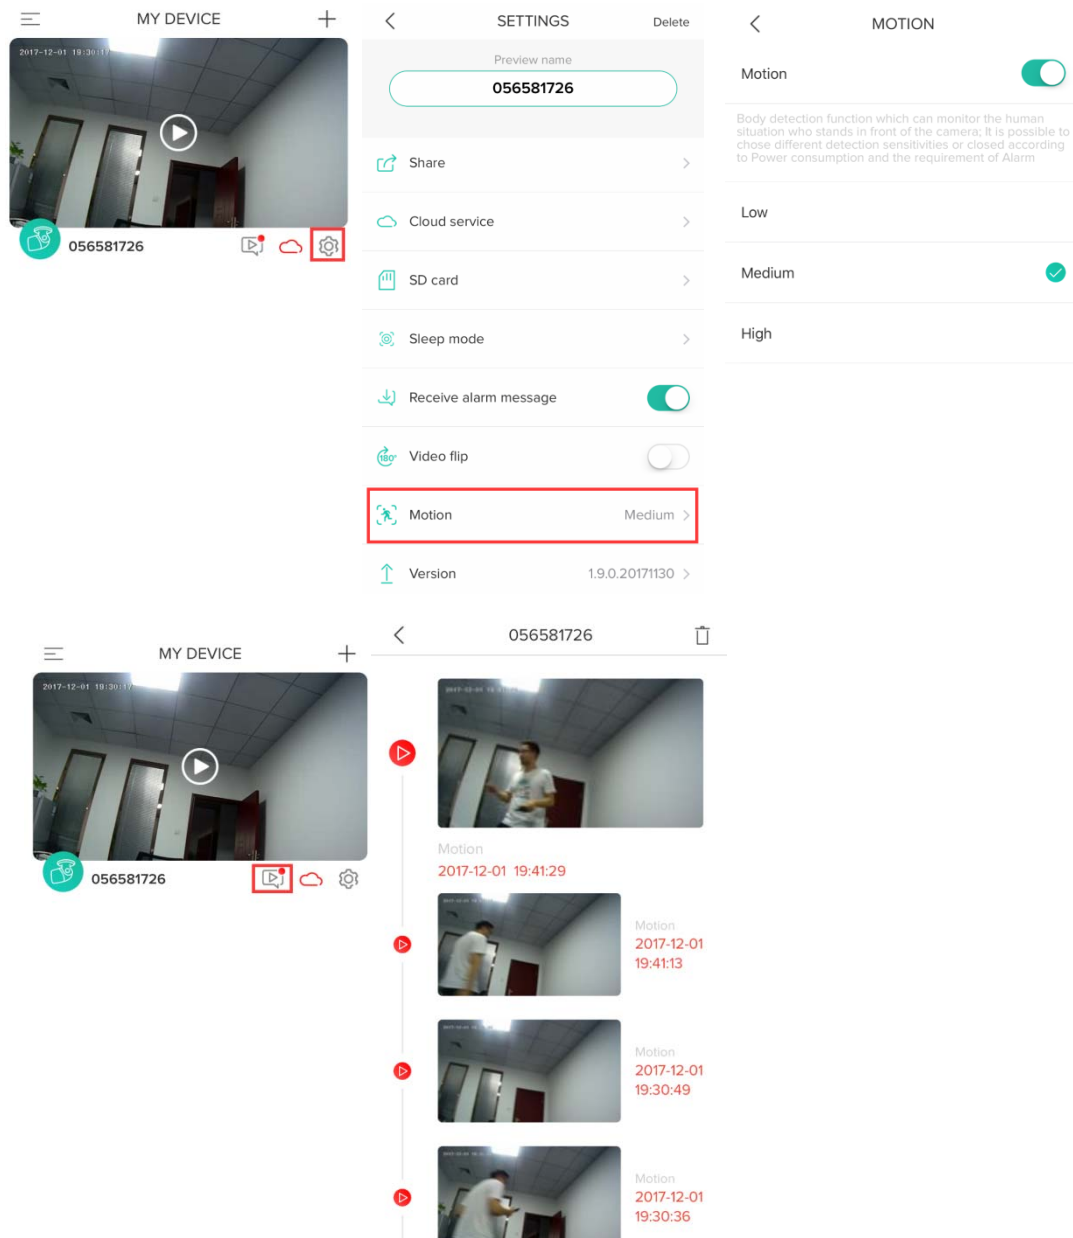 MY DEVICE
2017-12-01 19:30:17
056581726
SETTINGS
Delete
Preview name
056581726
Share
Cloud service
SD card
Sleep mode
Receive alarm message
180°
Video flip
Motion
Medium
Version
1.9.0.20171130
MOTION
Motion
Body detection function which can monitor the human
situation who stands in front of the camera; It is possible to
chose different detection sensitivities or closed according
to Power consumption and the requirement of Alarm
Low
Medium
High
MY DEVICE
2017-12-01 19:30:17
056581726
056581726
Motion
2017-12-01 19:41:29
Motion
2017-12-01
19:41:13
Motion
2017-12-01
19:30:49
Motion
2017-12-01
19:30:36